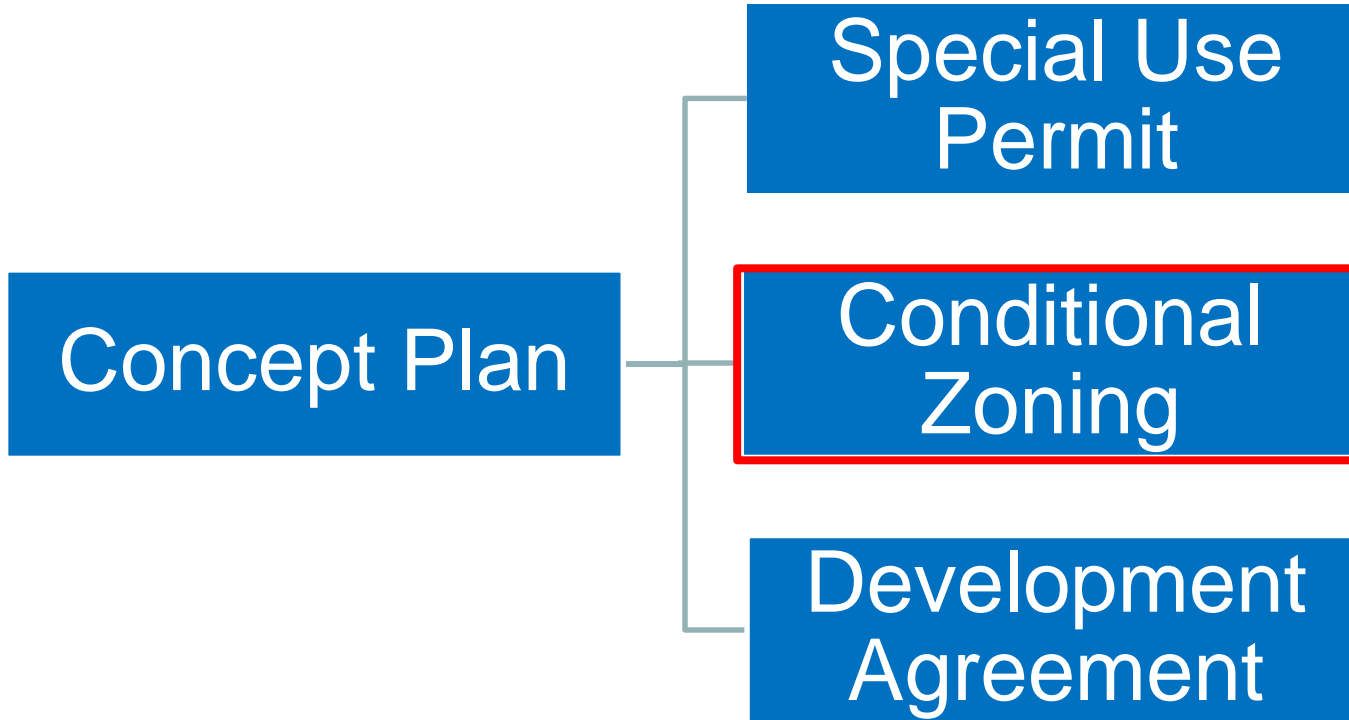 Concept Plan
Special Use
Permit
Conditional
Zoning
Development
Agreement